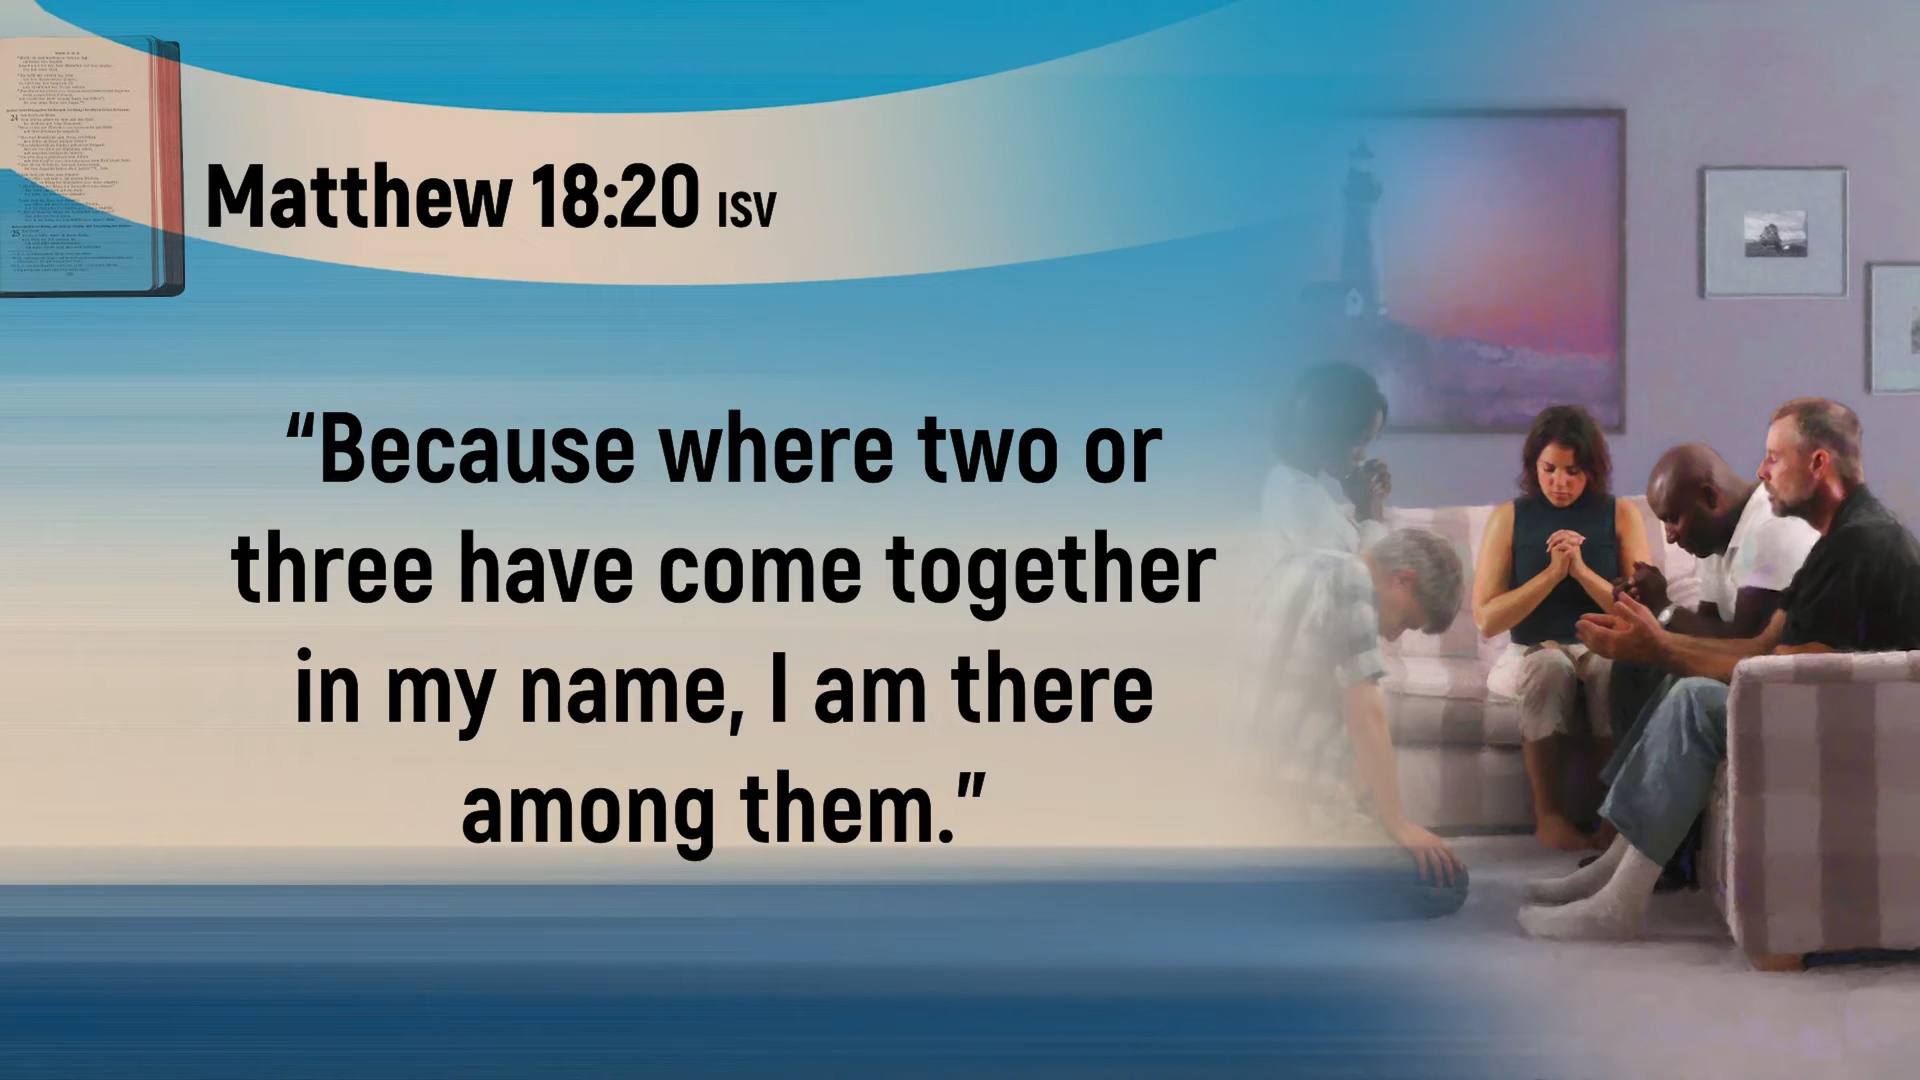 Matthew 18:20 ISV
“Because where two or
three have come together
in my name, I am there
among them.”